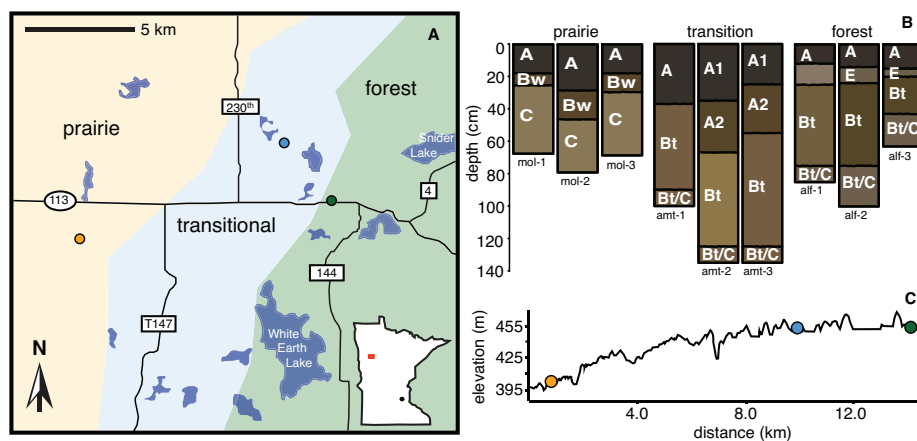 5 km
A
230th
forest
prairie
Snider
Lake
4
113
transitional
144
T147
White
Earth
Lake
N
B
prairie
transition
forest
depth (cm)
0
20
40
60
80
100
120
140
A
Bw
C
mol-1
A
Bw
C
mol-2
A
Bw
C
mol-3
A
Bt
Bt/C
amt-1
A1
A2
Bt
Bt/C
amt-2
A1
A2
Bt
Bt/C
amt-3
A
Bt
Bt/C
alf-1
A
E
Bt
Bt/C
alf-2
A
E
Bt
Bt/C
alf-3
C
elevation (m)
455
425
395
4.0 8.0 12.0
distance (km)